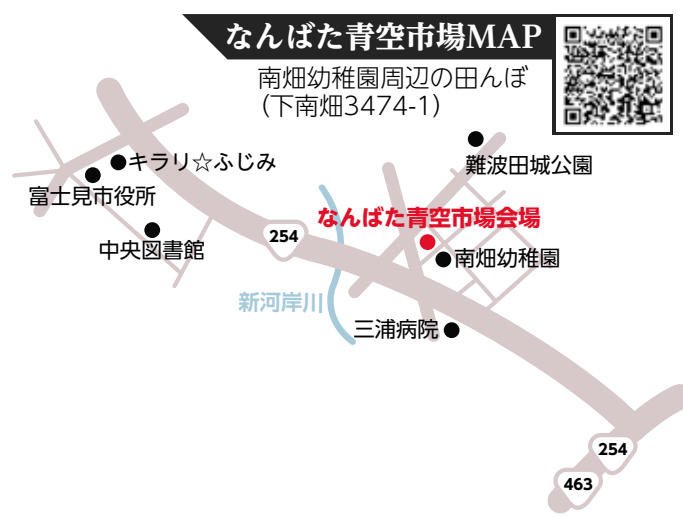 なんばた青空市場MAP
南畑幼稚園周辺の田んぼ
（下南畑3474-1）
キラリ☆ふじみ
難波田城公園
富士見市役所
なんばた青空市場会場
254
中央図書館
南畑幼稚園
新河岸川
三浦病院
254
463